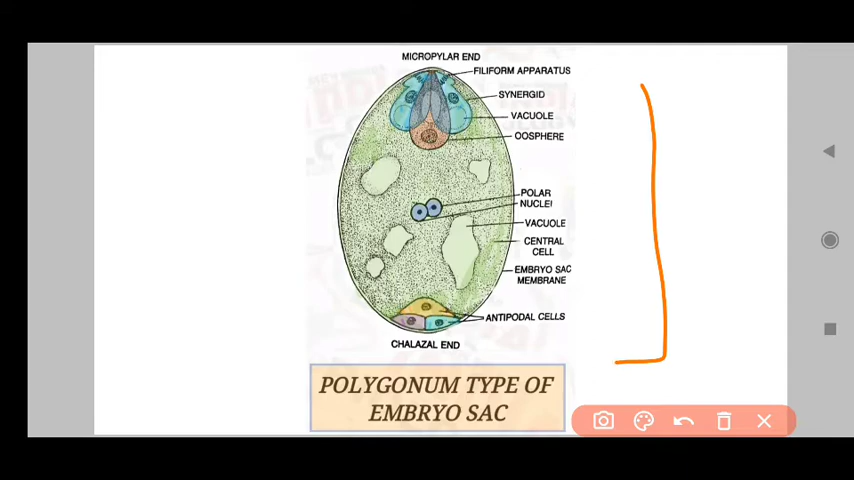 MICROPYLAR END
FILIFORM APPARATUS
SYNERGID
VACUOLE
OOSPHERE
POLAR
NUCLEI
VACUOLE
CENTRAL
CELL
EMBRYO SAC
MEMBRANE
ANTIPODAL CELLS
CHALAZAL END
POLYGONUM TYPE OF
EMBRYO SAC